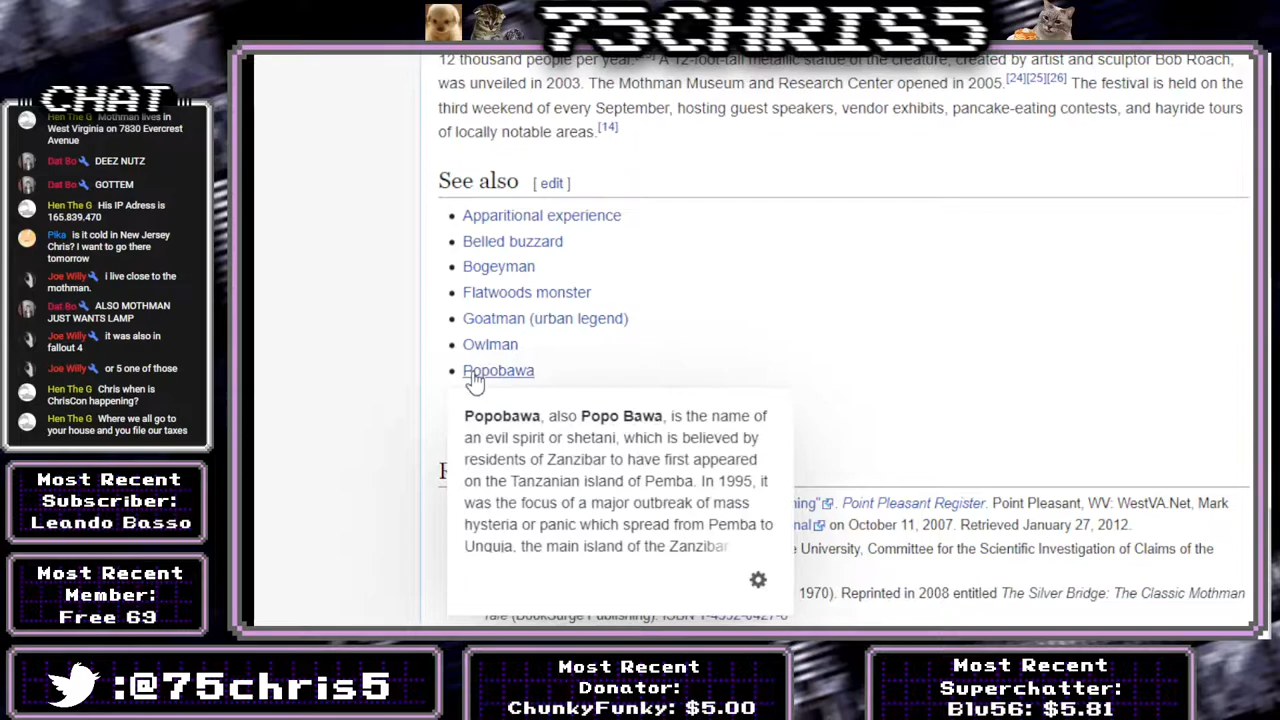 75CHRIS5
CHAT
Hen The G Mothman lives in
West Virginia on 7830 Evercrest
Avenue
Dat Bo DEEZ NUTZ
Dat Bo GOTTEM
Hen The G His IP Adress is
165.839.470
Pika is it cold in New Jersey
Chris? I want to go there
tomorrow
Joe Willy i live close to the
mothman.
Dat Bo ALSO MOTHMAN
JUST WANTS LAMP
Joe Willy it was also in
fallout 4
Joe Willy or 5 one of those
Hen The G Chris when is
ChrisCon happening?
Hen The G Where we all go to
your house and you file our taxes
Most Recent
Subscriber:
Leando Basso
Most Recent
Member:
Free 69
12 thousand people per year. A 12-foot-tall metallic statue of the creature, created by artist and sculptor Bob Roach,
was unveiled in 2003. The Mothman Museum and Research Center opened in 2005.[24][25][26] The festival is held on the
third weekend of every September, hosting guest speakers, vendor exhibits, pancake-eating contests, and hayride tours
of locally notable areas.[14]
See also [ edit ]
• Apparitional experience
• Belled buzzard
• Bogeyman
• Flatwoods monster
• Goatman (urban legend)
• Owlman
• Popobawa
Popobawa, also Popo Bawa, is the name of
an evil spirit or shetani, which is believed by
residents of Zanzibar to have first appeared
on the Tanzanian island of Pemba. In 1995, it
was the focus of a major outbreak of mass
hysteria or panic which spread from Pemba to
Unguja, the main island of the Zanzibar
Point Pleasant Register. Point Pleasant, WV: WestVA.Net, Mark
on October 11, 2007. Retrieved January 27, 2012.
University, Committee for the Scientific Investigation of Claims of the
1970). Reprinted in 2008 entitled The Silver Bridge: The Classic Mothman
(BookSurge Publishing). ISBN
:@75chris5
Most Recent
Donator:
ChunkyFunky: $5.00
Most Recent
Superchatter:
Blu56: $5.81